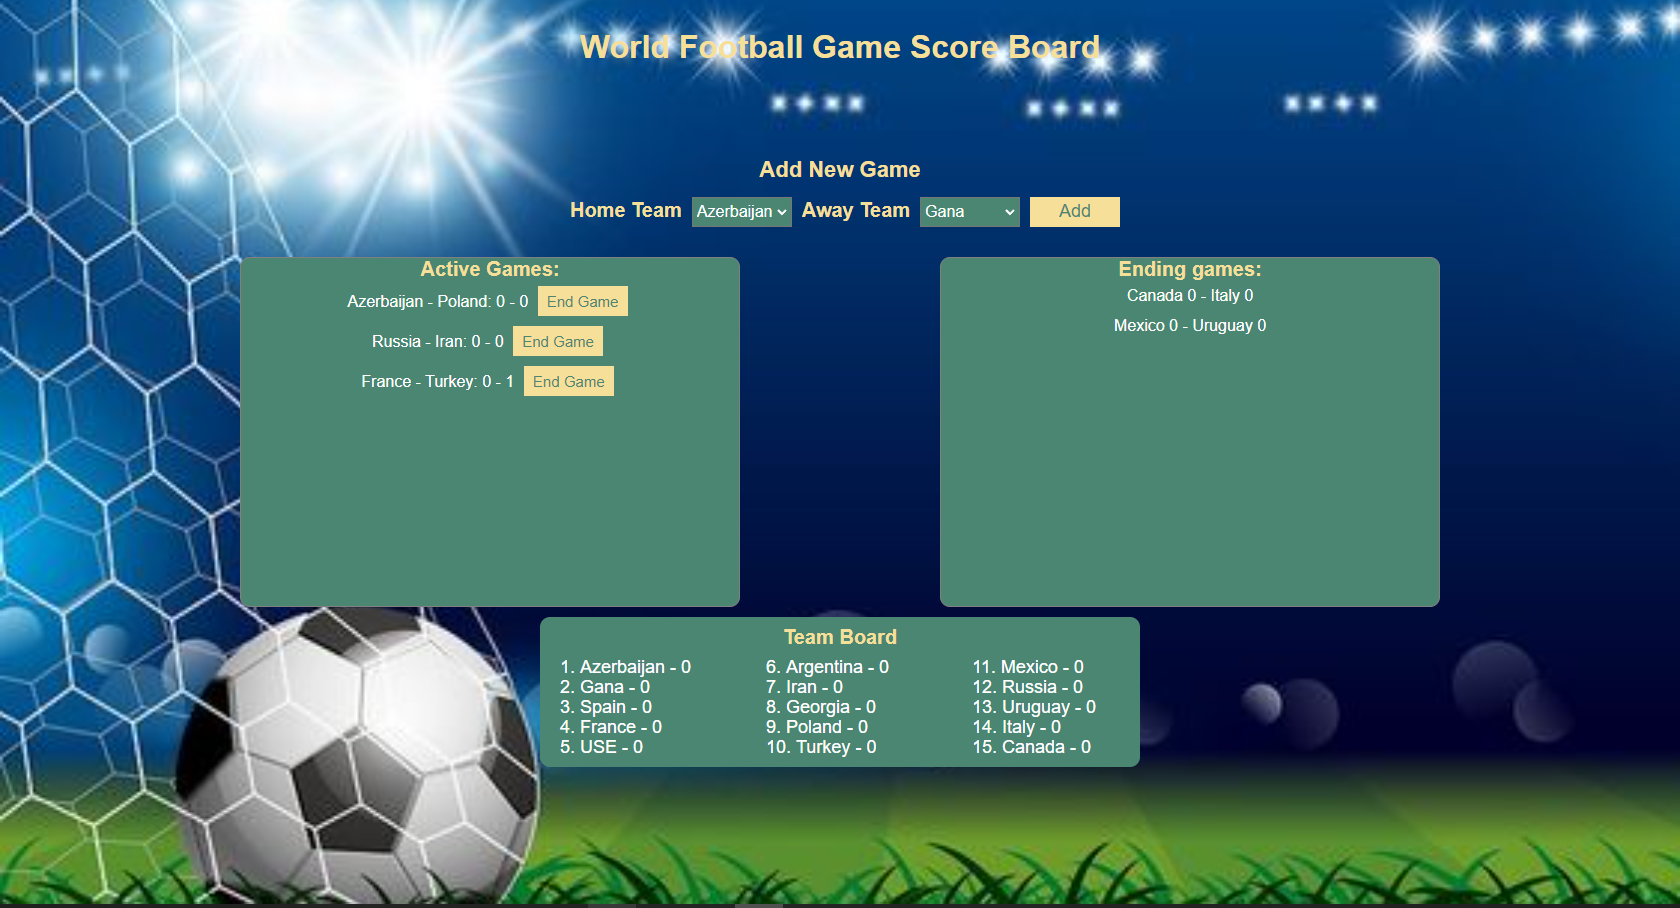 World Football Game Score Board
Add New Game
Home Team Azerbaijan Away Team Gana Add
Active Games:
Azerbaijan - Poland: 0 - 0 End Game
Russia - Iran: 0 - 0 End Game
France - Turkey: 0 - 1 End Game
Ending games:
Canada 0 - Italy 0
Mexico 0 - Uruguay 0
Team Board
1. Azerbaijan - 0
2. Gana - 0
3. Spain - 0
4. France - 0
5. USE - 0
6. Argentina - 0
7. Iran - 0
8. Georgia - 0
9. Poland - 0
10. Turkey - 0
11. Mexico - 0
12. Russia - 0
13. Uruguay - 0
14. Italy - 0
15. Canada - 0